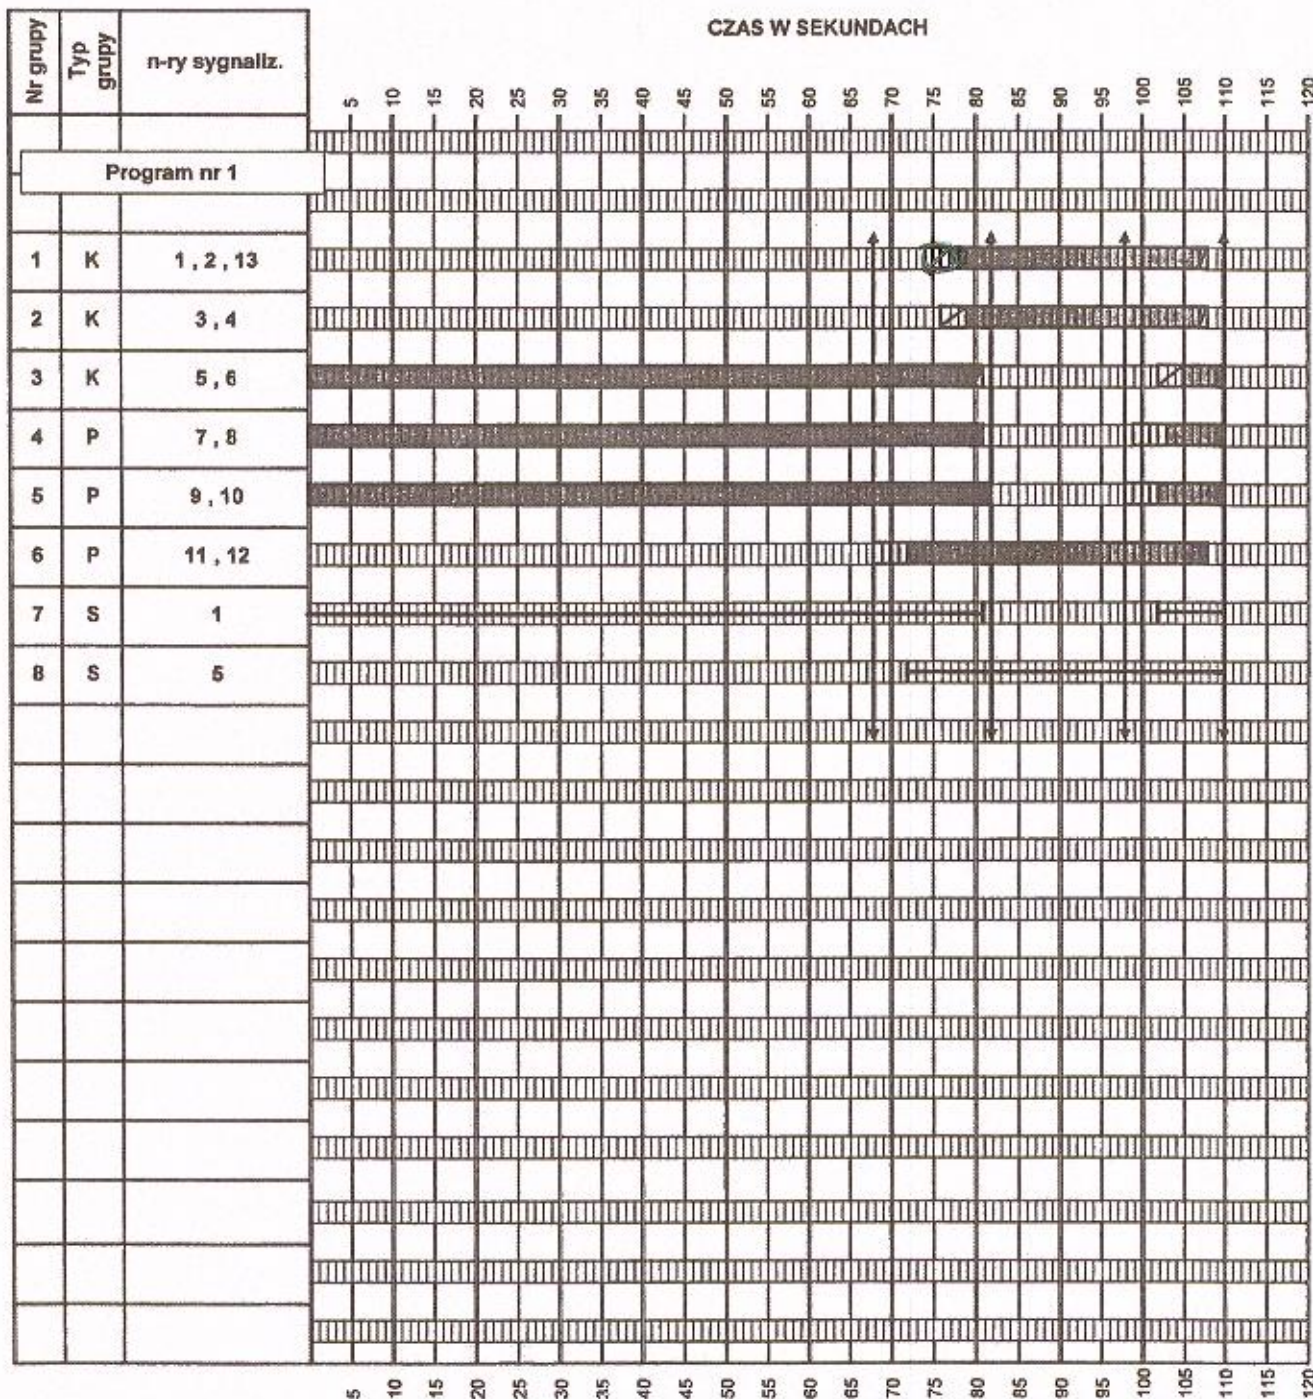 CZAS W SEKUNDACH
Nr grupy Typ grupy n-ry sygnaliz.
5 10 15 20 25 30 35 40 45 50 55 60 65 70 75 80 85 90 95 100 105 110 115 120
Program nr 1
1 K 1 , 2 , 13
2 K 3 , 4
3 K 5 , 6
4 P 7 , 8
5 P 9 , 10
6 P 11 , 12
7 S 1
8 S 5
5 10 15 20 25 30 35 40 45 50 55 60 65 70 75 80 85 90 95 100 105 110 115 120